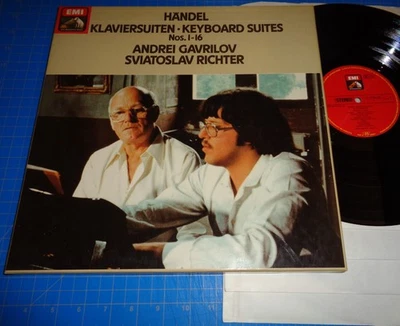 EMI
HÄNDEL
KLAVIERSUITEN · KEYBOARD SUITES
Nos. 1-16
ANDREI GAVRILOV
SVIATOSLAV RICHTER